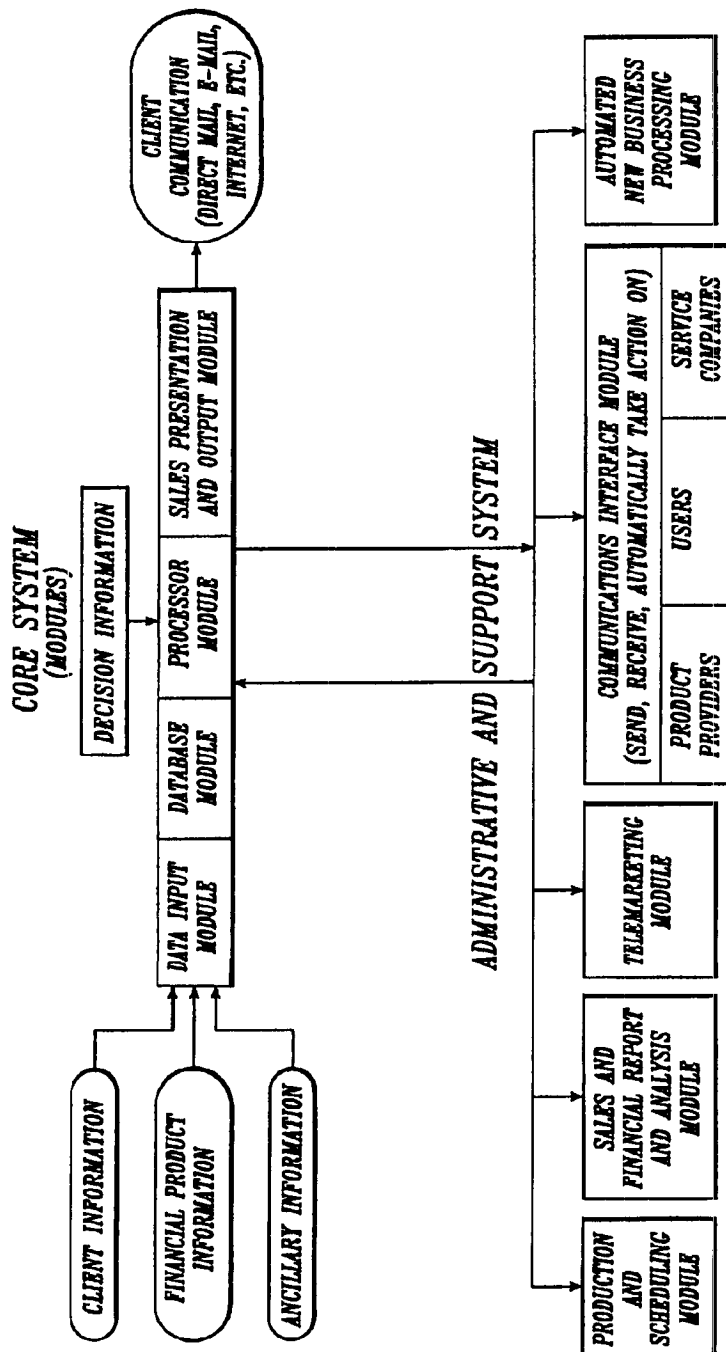 CORE SYSTEM
(MODULES)
CLIENT INFORMATION
FINANCIAL PRODUCT
INFORMATION
ANCILLARY INFORMATION
DECISION INFORMATION
DATA INPUT
MODULE
DATABASE
MODULE
PROCESSOR
MODULE
SALES PRESENTATION
AND OUTPUT MODULE
CLIENT
COMMUNICATION
(DIRECT MAIL, E-MAIL,
INTERNET, ETC.)
ADMINISTRATIVE AND SUPPORT SYSTEM
PRODUCTION
AND
SCHEDULING
MODULE
SALES AND
FINANCIAL REPORT
AND ANALYSIS
MODULE
TELEMARKETING
MODULE
COMMUNICATIONS INTERFACE MODULE
(SEND, RECEIVE, AUTOMATICALLY TAKE ACTION ON)
PRODUCT
PROVIDERS
USERS
SERVICE
COMPANIES
AUTOMATED
NEW BUSINESS
PROCESSING
MODULE